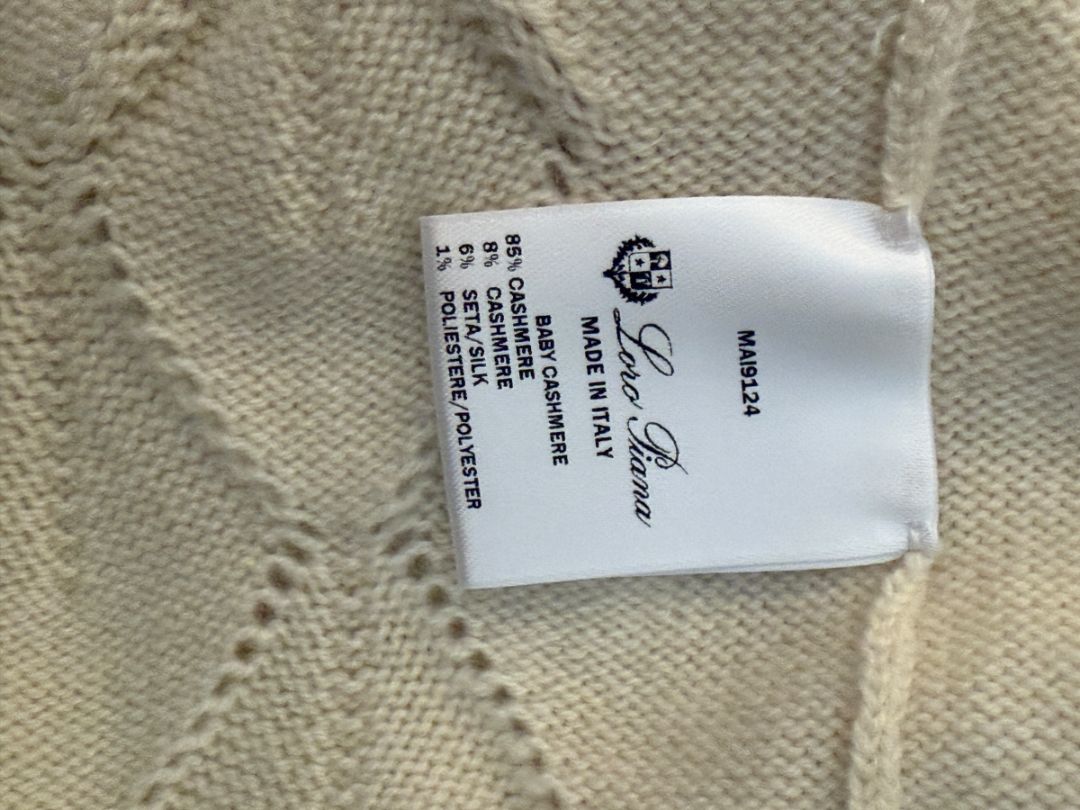 MAI9124
Loro Piana
MADE IN ITALY
BABY CASHMERE
85% CASHMERE
8% CASHMERE
6% SETA/SILK
1% POLIESTERE/POLYESTER